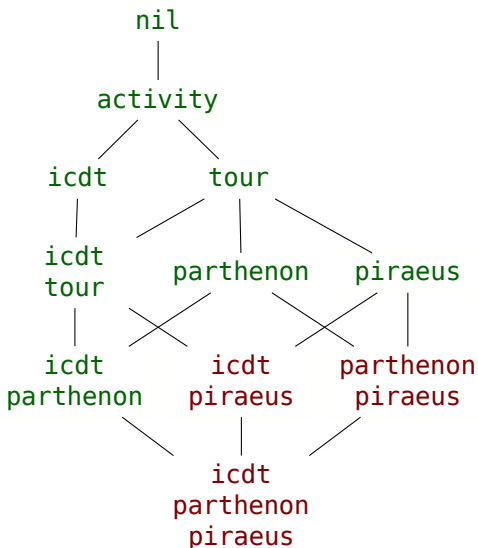 nil
activity
icdt
tour
icdt
tour
parthenon
piraeus
icdt
parthenon
icdt
piraeus
parthenon
piraeus
icdt
parthenon
piraeus